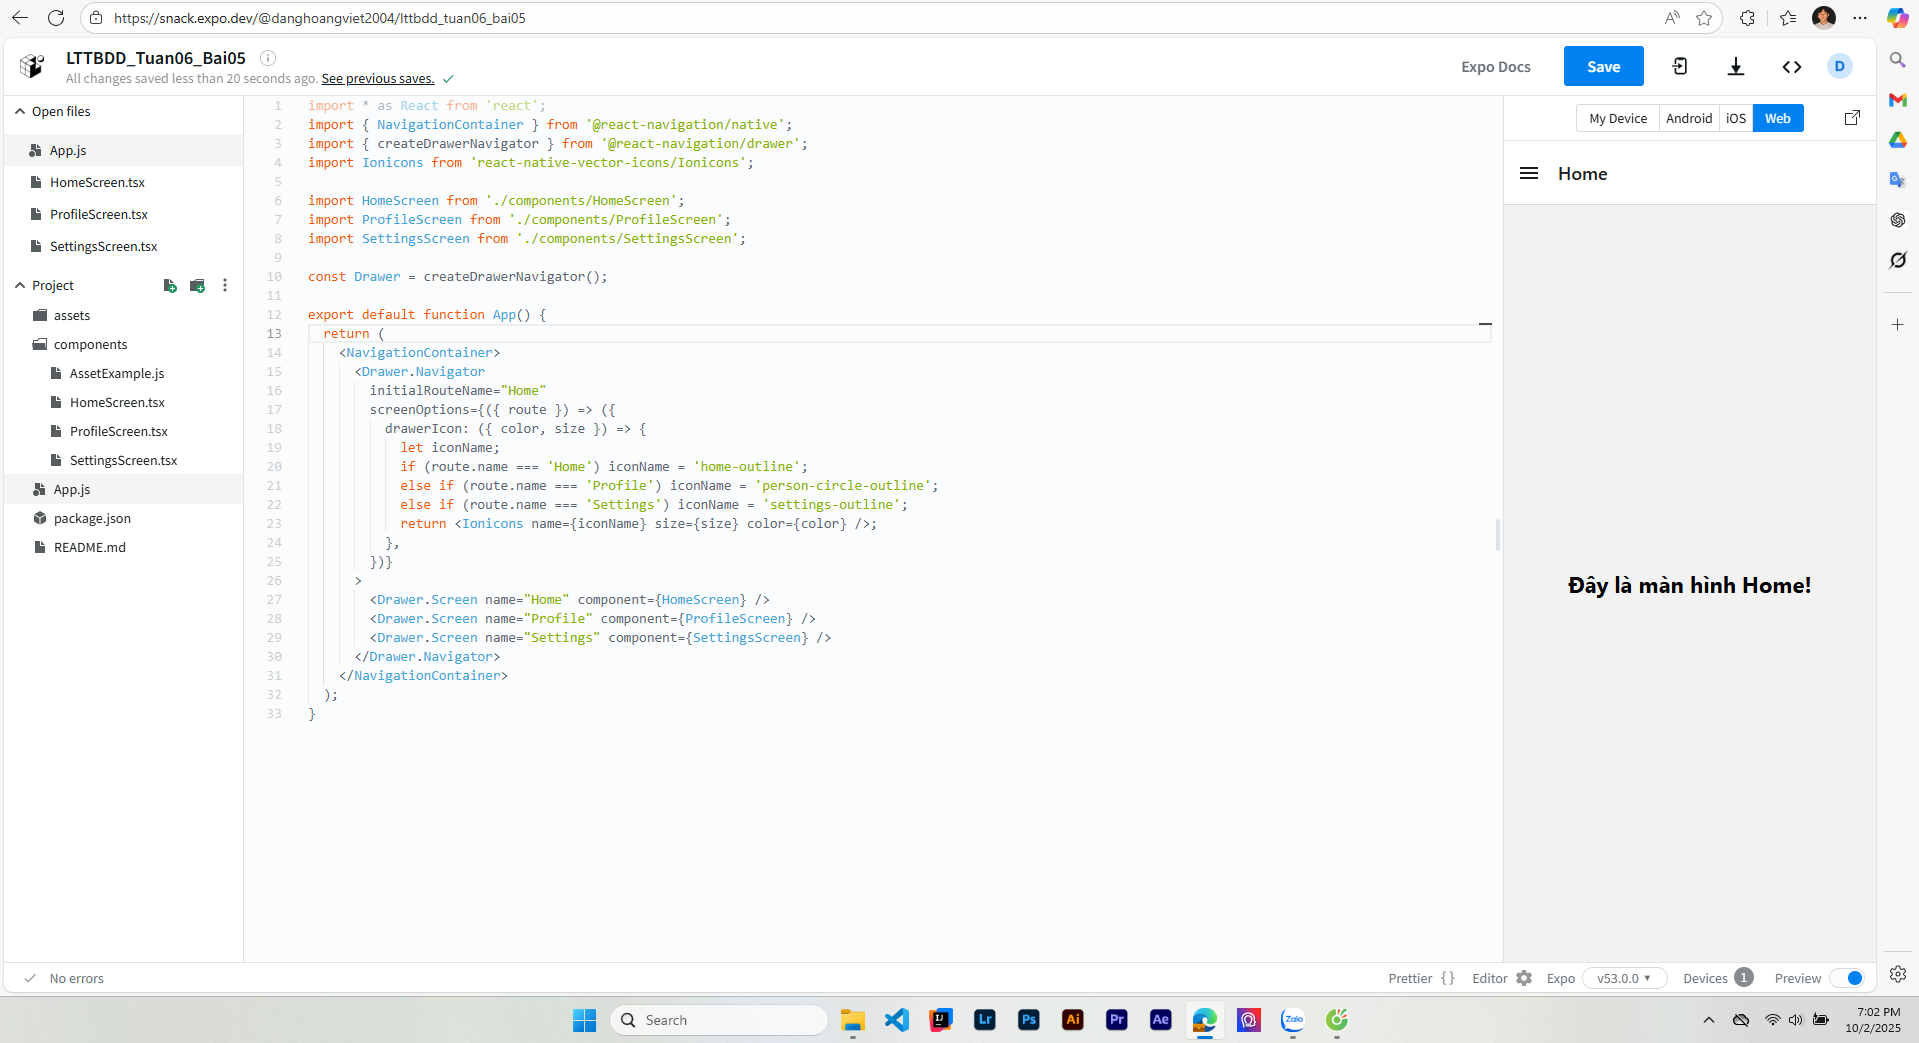 https://snack.expo.dev/@danghoangviet2004/lttbdd_tuan06_bai05
LTTBDD_Tuan06_Bai05
All changes saved less than 20 seconds ago. See previous saves.
Expo Docs
Save
D
Open files
App.js
HomeScreen.tsx
ProfileScreen.tsx
SettingsScreen.tsx
Project
assets
components
AssetExample.js
HomeScreen.tsx
ProfileScreen.tsx
SettingsScreen.tsx
App.js
package.json
README.md
1 import * as React from 'react';
2 import { NavigationContainer } from '@react-navigation/native';
3 import { createDrawerNavigator } from '@react-navigation/drawer';
4 import Ionicons from 'react-native-vector-icons/Ionicons';
5
6 import HomeScreen from './components/HomeScreen';
7 import ProfileScreen from './components/ProfileScreen';
8 import SettingsScreen from './components/SettingsScreen';
9
10 const Drawer = createDrawerNavigator();
11
12 export default function App() {
13 return (
14 <NavigationContainer>
15 <Drawer.Navigator
16 initialRouteName="Home"
17 screenOptions={({ route }) => ({
18 drawerIcon: ({ color, size }) => {
19 let iconName;
20 if (route.name === 'Home') iconName = 'home-outline';
21 else if (route.name === 'Profile') iconName = 'person-circle-outline';
22 else if (route.name === 'Settings') iconName = 'settings-outline';
23 return <Ionicons name={iconName} size={size} color={color} />;
24 },
25 })}
26 >
27 <Drawer.Screen name="Home" component={HomeScreen} />
28 <Drawer.Screen name="Profile" component={ProfileScreen} />
29 <Drawer.Screen name="Settings" component={SettingsScreen} />
30 </Drawer.Navigator>
31 </NavigationContainer>
32 );
33 }
My Device Android iOS Web
Home
Đây là màn hình Home!
No errors
Prettier {} Editor Expo v53.0.0 Devices 1 Preview
Search
Lr Ps Ai Pr Ae Zalo
7:02 PM
10/2/2025